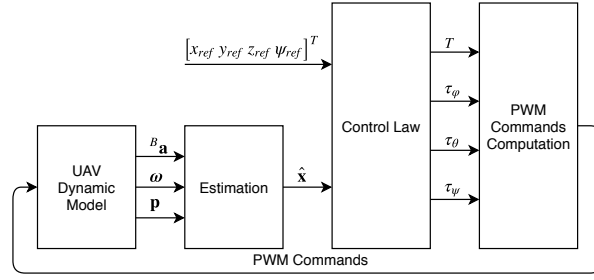 [x_ref y_ref z_ref ψ_ref]^T
T
τ_φ
τ_θ
τ_ψ
Control Law
PWM
Commands
Computation
UAV
Dynamic
Model
^B a
ω
p
Estimation
x̂
PWM Commands